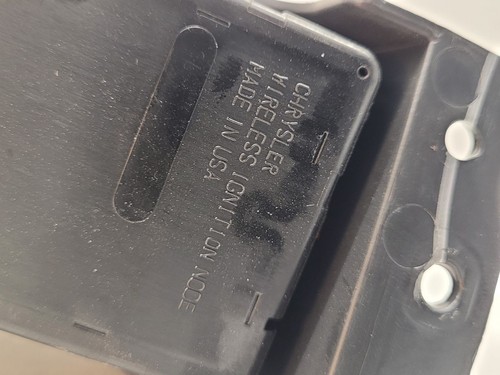 CHRYSLER
WIRELESS IGNITION NODE
MADE IN USA